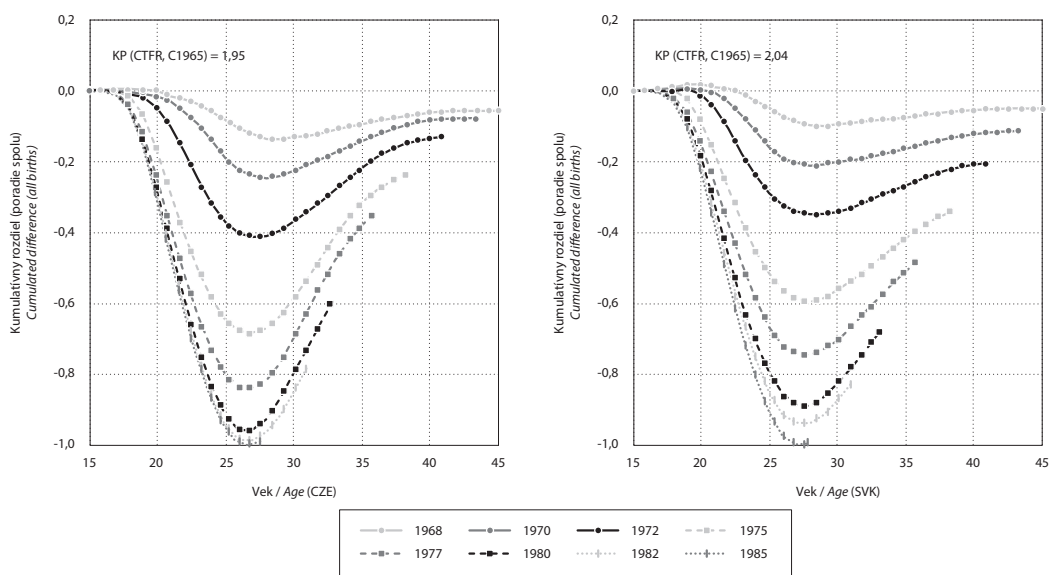 KP (CTFR, C1965) = 1,95
Kumulatívny rozdiel (poradie spolu)
Cumulated difference (all births)
0,2
0,0
-0,2
-0,4
-0,6
-0,8
-1,0
15 20 25 30 35 40 45
Vek / Age (CZE)
KP (CTFR, C1965) = 2,04
Kumulatívny rozdiel (poradie spolu)
Cumulated difference (all births)
0,2
0,0
-0,2
-0,4
-0,6
-0,8
-1,0
15 20 25 30 35 40 45
Vek / Age (SVK)
1968 1970 1972 1975
1977 1980 1982 1985